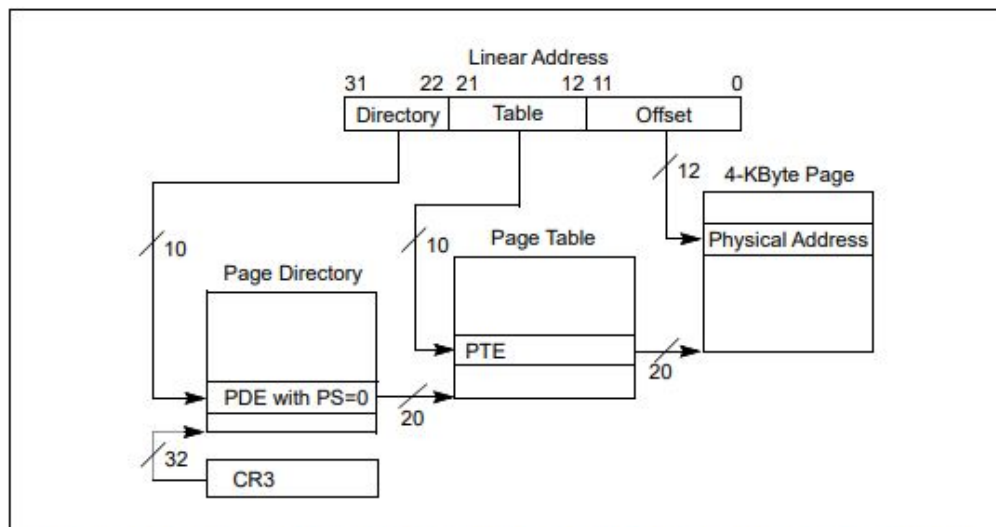 Linear Address
31 22 21 12 11 0
Directory Table Offset
12
4-KByte Page
Physical Address
10
10
Page Table
Page Directory
PTE
20
PDE with PS=0
20
32
CR3